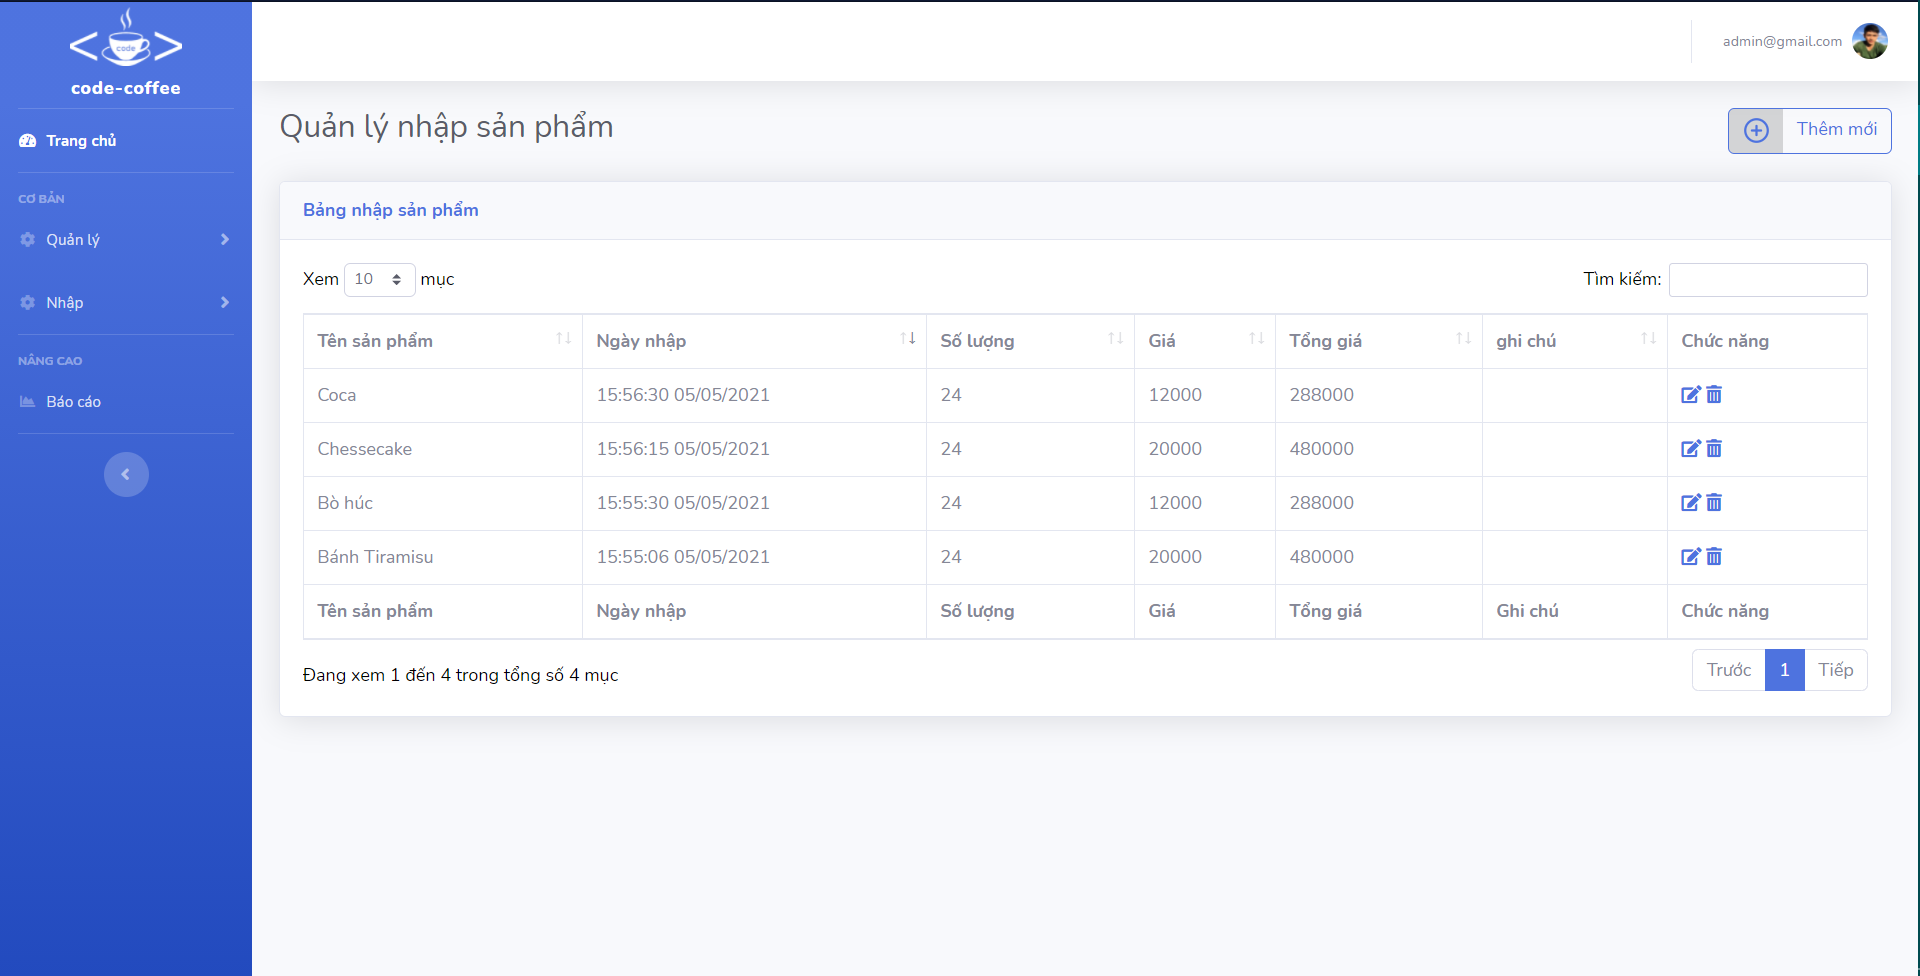 code
code-coffee
Trang chủ
CƠ BẢN
Quản lý
Nhập
NÂNG CAO
Báo cáo
admin@gmail.com
Quản lý nhập sản phẩm
Thêm mới
Bảng nhập sản phẩm
Xem 10 mục
Tìm kiếm:
Tên sản phẩm Ngày nhập Số lượng Giá Tổng giá ghi chú Chức năng
Coca 15:56:30 05/05/2021 24 12000 288000
Chessecake 15:56:15 05/05/2021 24 20000 480000
Bò húc 15:55:30 05/05/2021 24 12000 288000
Bánh Tiramisu 15:55:06 05/05/2021 24 20000 480000
Tên sản phẩm Ngày nhập Số lượng Giá Tổng giá Ghi chú Chức năng
Đang xem 1 đến 4 trong tổng số 4 mục
Trước 1 Tiếp